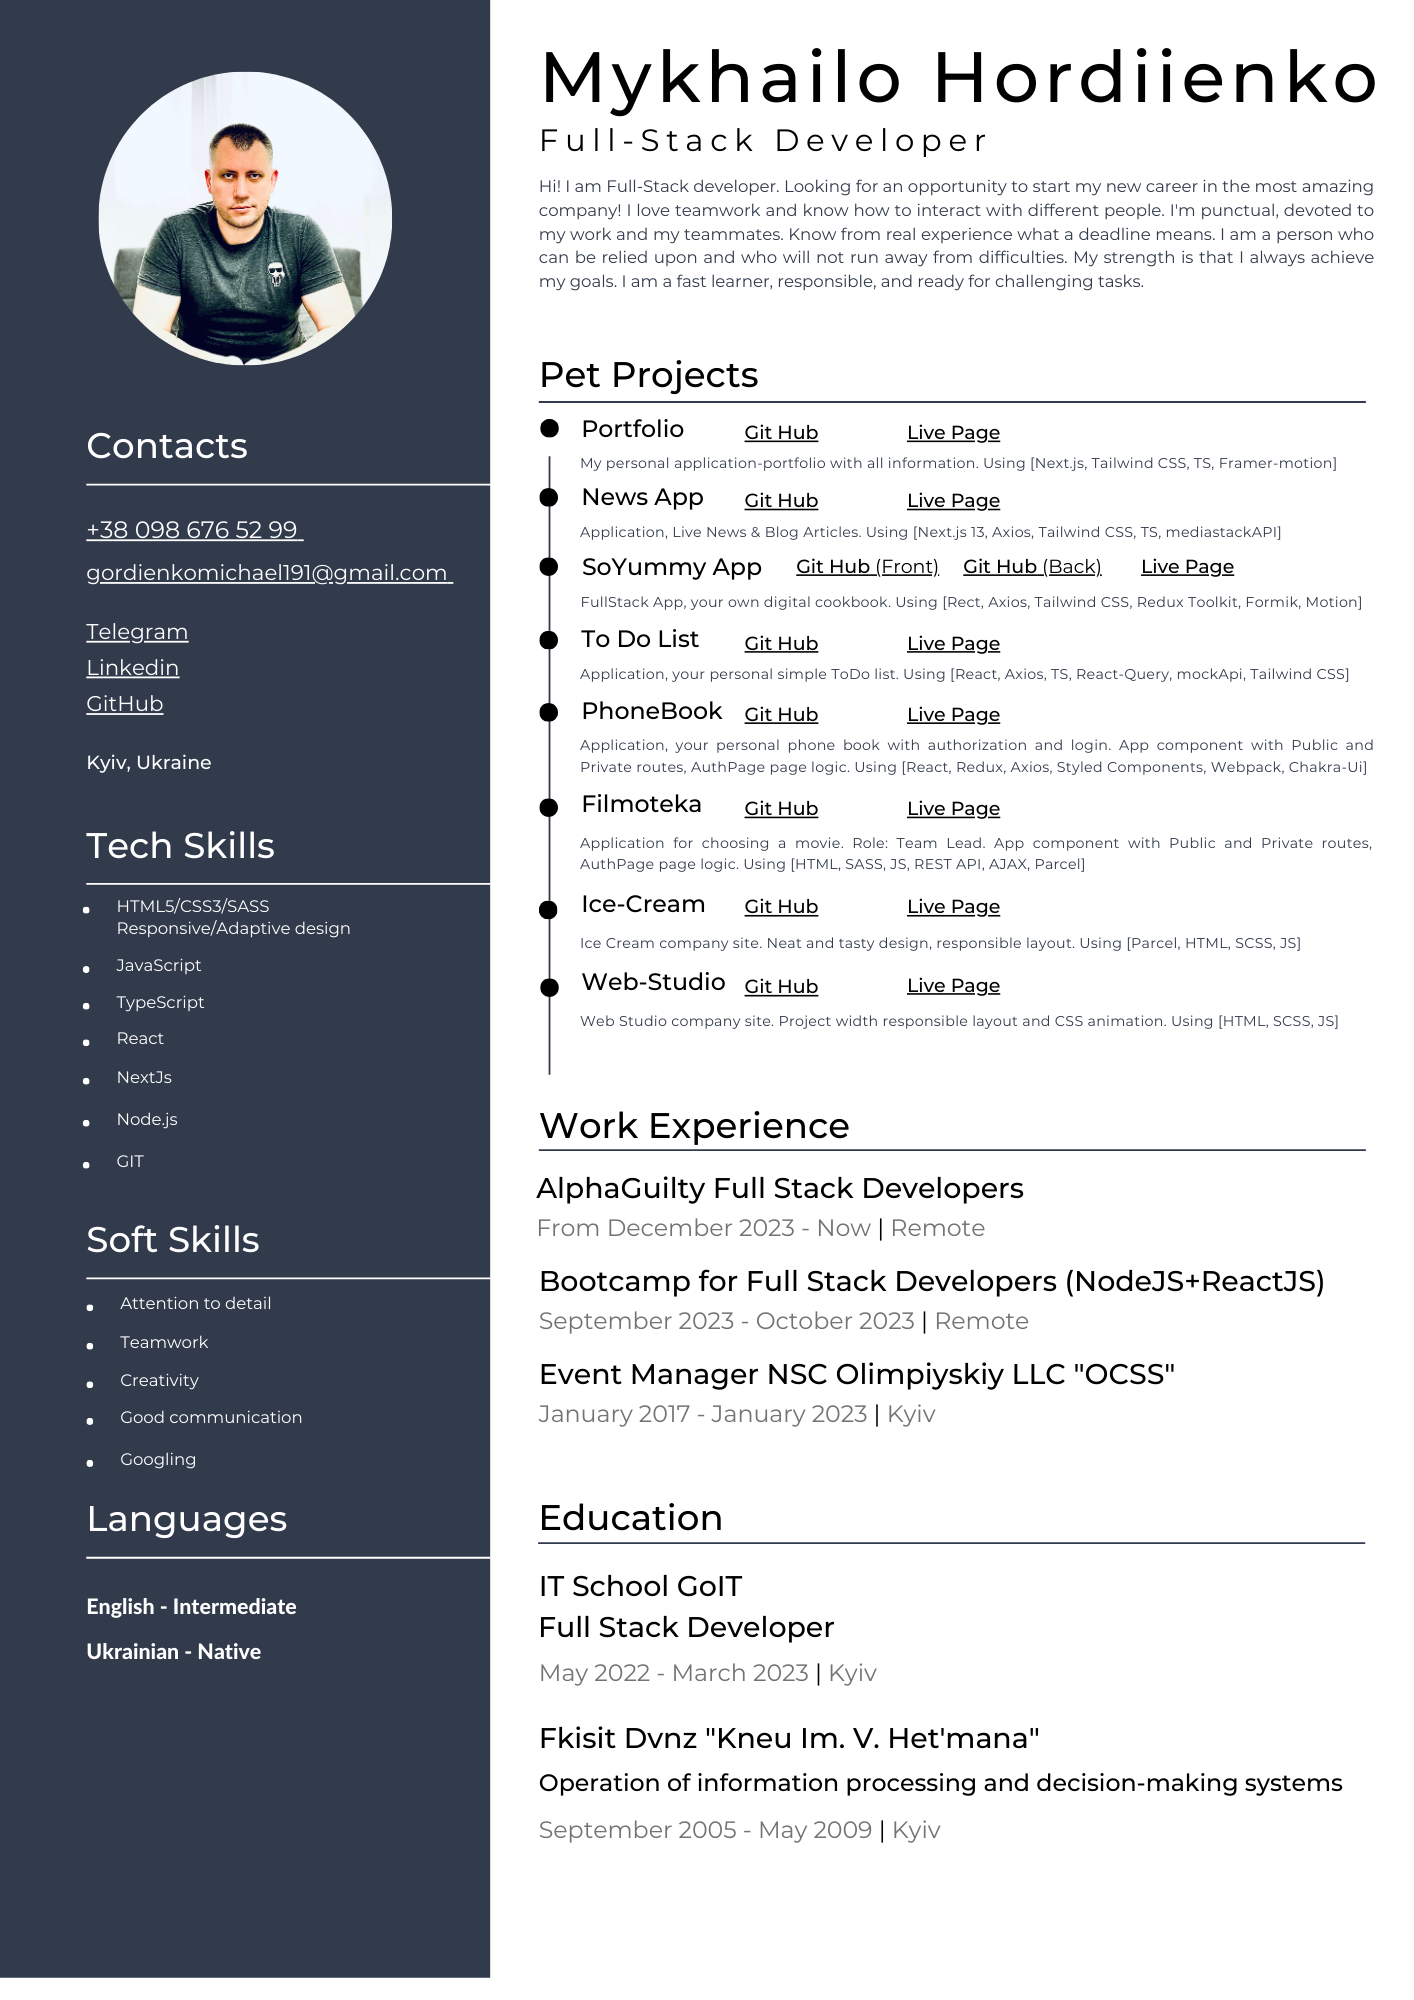 Mykhailo Hordiienko
Full-Stack Developer
Hi! I am Full-Stack developer. Looking for an opportunity to start my new career in the most amazing
company! I love teamwork and know how to interact with different people. I'm punctual, devoted to
my work and my teammates. Know from real experience what a deadline means. I am a person who
can be relied upon and who will not run away from difficulties. My strength is that I always achieve
my goals. I am a fast learner, responsible, and ready for challenging tasks.
Contacts
+38 098 676 52 99
gordienkomichael191@gmail.com
Telegram
Linkedin
GitHub
Kyiv, Ukraine
Tech Skills
HTML5/CSS3/SASS
Responsive/Adaptive design
JavaScript
TypeScript
React
NextJs
Node.js
GIT
Soft Skills
Attention to detail
Teamwork
Creativity
Good communication
Googling
Languages
English - Intermediate
Ukrainian - Native
Pet Projects
Portfolio Git Hub Live Page
My personal application-portfolio with all information. Using [Next.js, Tailwind CSS, TS, Framer-motion]
News App Git Hub Live Page
Application, Live News & Blog Articles. Using [Next.js 13, Axios, Tailwind CSS, TS, mediastackAPI]
SoYummy App Git Hub (Front) Git Hub (Back) Live Page
FullStack App, your own digital cookbook. Using [Rect, Axios, Tailwind CSS, Redux Toolkit, Formik, Motion]
To Do List Git Hub Live Page
Application, your personal simple ToDo list. Using [React, Axios, TS, React-Query, mockApi, Tailwind CSS]
PhoneBook Git Hub Live Page
Application, your personal phone book with authorization and login. App component with Public and
Private routes, AuthPage page logic. Using [React, Redux, Axios, Styled Components, Webpack, Chakra-Ui]
Filmoteka Git Hub Live Page
Application for choosing a movie. Role: Team Lead. App component with Public and Private routes,
AuthPage page logic. Using [HTML, SASS, JS, REST API, AJAX, Parcel]
Ice-Cream Git Hub Live Page
Ice Cream company site. Neat and tasty design, responsible layout. Using [Parcel, HTML, SCSS, JS]
Web-Studio Git Hub Live Page
Web Studio company site. Project width responsible layout and CSS animation. Using [HTML, SCSS, JS]
Work Experience
AlphaGuilty Full Stack Developers
From December 2023 - Now | Remote
Bootcamp for Full Stack Developers (NodeJS+ReactJS)
September 2023 - October 2023 | Remote
Event Manager NSC Olimpiyskiy LLC "OCSS"
January 2017 - January 2023 | Kyiv
Education
IT School GoIT
Full Stack Developer
May 2022 - March 2023 | Kyiv
Fkisit Dvnz "Kneu Im. V. Het'mana"
Operation of information processing and decision-making systems
September 2005 - May 2009 | Kyiv